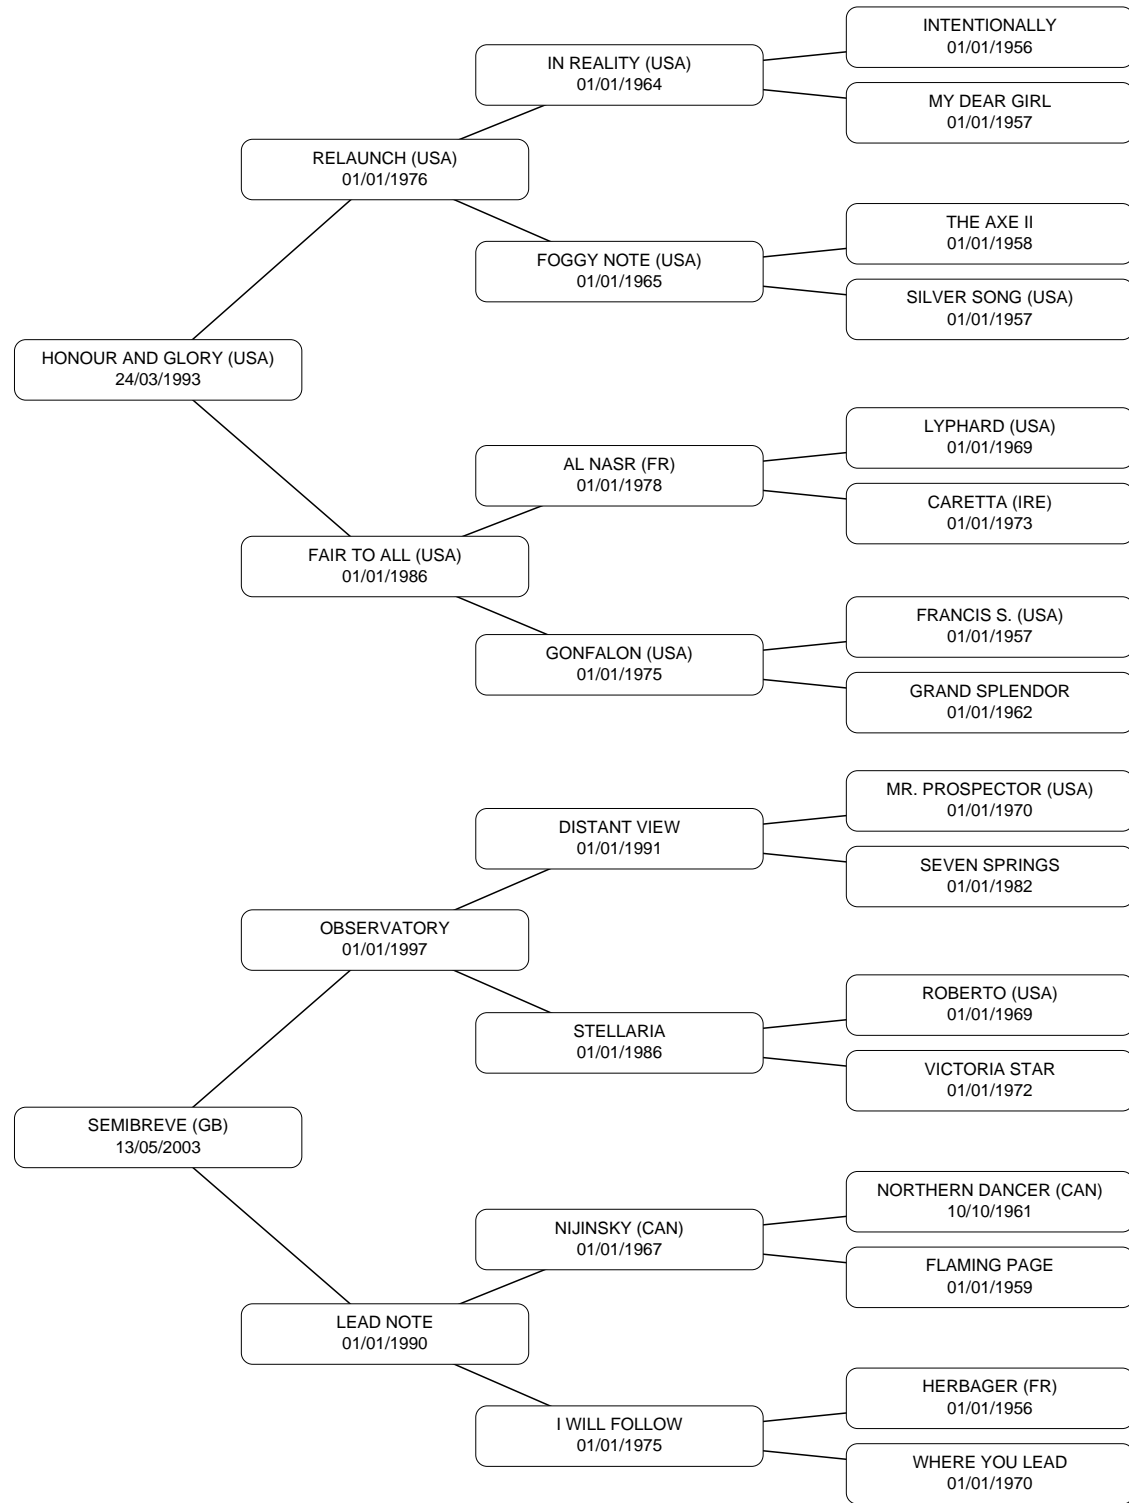 INTENTIONALLY
01/01/1956
IN REALITY (USA)
01/01/1964
MY DEAR GIRL
01/01/1957
RELAUNCH (USA)
01/01/1976
THE AXE II
01/01/1958
FOGGY NOTE (USA)
01/01/1965
SILVER SONG (USA)
01/01/1957
HONOUR AND GLORY (USA)
24/03/1993
LYPHARD (USA)
01/01/1969
AL NASR (FR)
01/01/1978
CARETTA (IRE)
01/01/1973
FAIR TO ALL (USA)
01/01/1986
FRANCIS S. (USA)
01/01/1957
GONFALON (USA)
01/01/1975
GRAND SPLENDOR
01/01/1962
MR. PROSPECTOR (USA)
01/01/1970
DISTANT VIEW
01/01/1991
SEVEN SPRINGS
01/01/1982
OBSERVATORY
01/01/1997
ROBERTO (USA)
01/01/1969
STELLARIA
01/01/1986
VICTORIA STAR
01/01/1972
SEMIBREVE (GB)
13/05/2003
NORTHERN DANCER (CAN)
10/10/1961
NIJINSKY (CAN)
01/01/1967
FLAMING PAGE
01/01/1959
LEAD NOTE
01/01/1990
HERBAGER (FR)
01/01/1956
I WILL FOLLOW
01/01/1975
WHERE YOU LEAD
01/01/1970